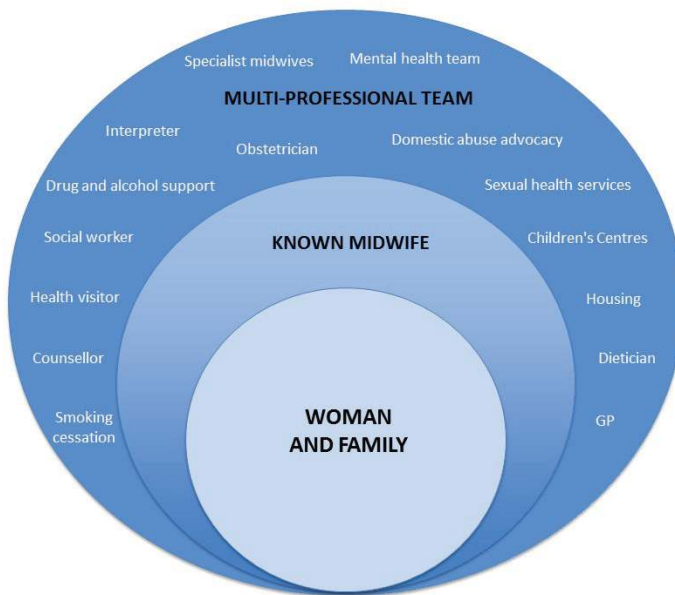 Specialist midwives
Mental health team
MULTI-PROFESSIONAL TEAM
Interpreter
Obstetrician
Domestic abuse advocacy
Drug and alcohol support
Sexual health services
Social worker
KNOWN MIDWIFE
Children's Centres
Health visitor
Housing
Counsellor
Dietician
Smoking
cessation
GP
WOMAN
AND FAMILY